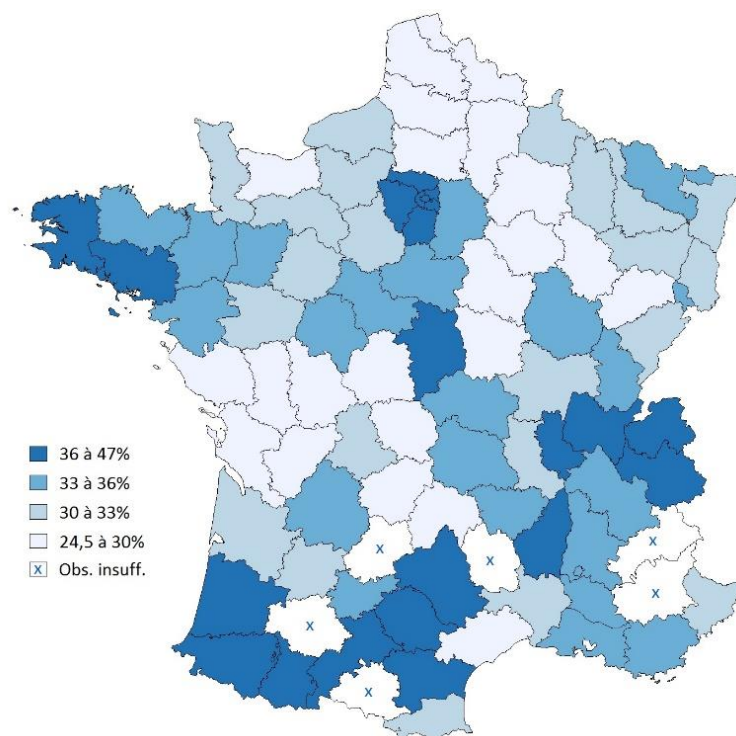 36 à 47%
33 à 36%
30 à 33%
24,5 à 30%
x Obs. insuff.
x
x
x
x
x
x